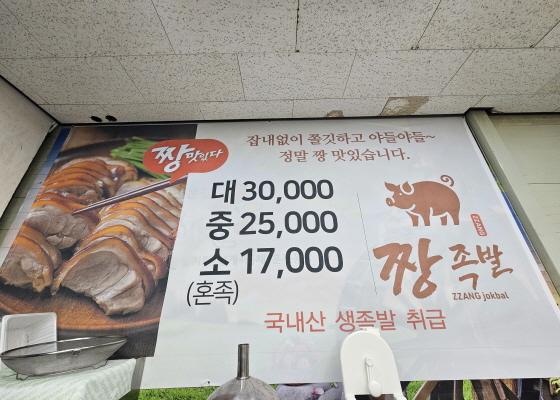 짱맛있다
잡내없이 쫄깃하고 야들야들~
정말 짱 맛있습니다.
대 30,000
중 25,000
소 17,000
(혼족)
ZZANG
짱족발
ZZANG jokbal
국내산 생족발 취급